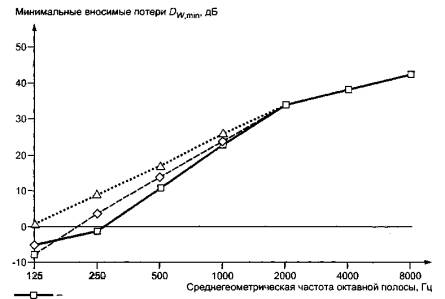 Минимальные вносимые потери D_W,min, дБ
50
40
30
20
10
0
-10
125 250 500 1000 2000 4000 8000
Среднегеометрическая частота октавной полосы, Гц
–